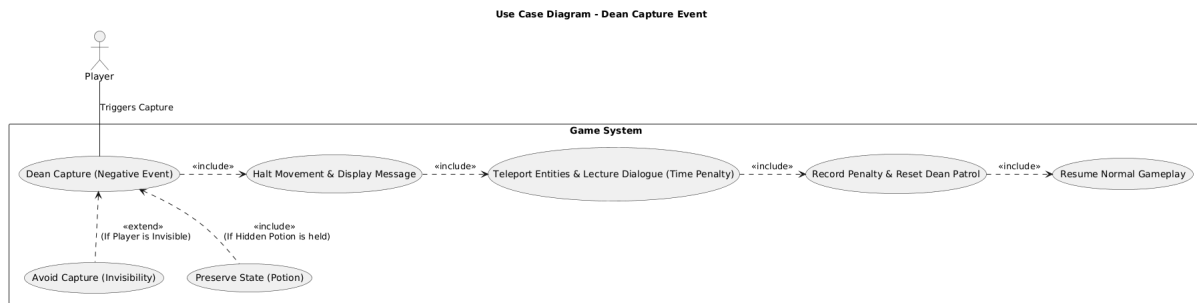 Use Case Diagram - Dean Capture Event
Player
Triggers Capture
Game System
Dean Capture (Negative Event)
«include»
Halt Movement & Display Message
«include»
Teleport Entities & Lecture Dialogue (Time Penalty)
«include»
Record Penalty & Reset Dean Patrol
«include»
Resume Normal Gameplay
«extend»
(If Player is Invisible)
«include»
(If Hidden Potion is held)
Avoid Capture (Invisibility)
Preserve State (Potion)